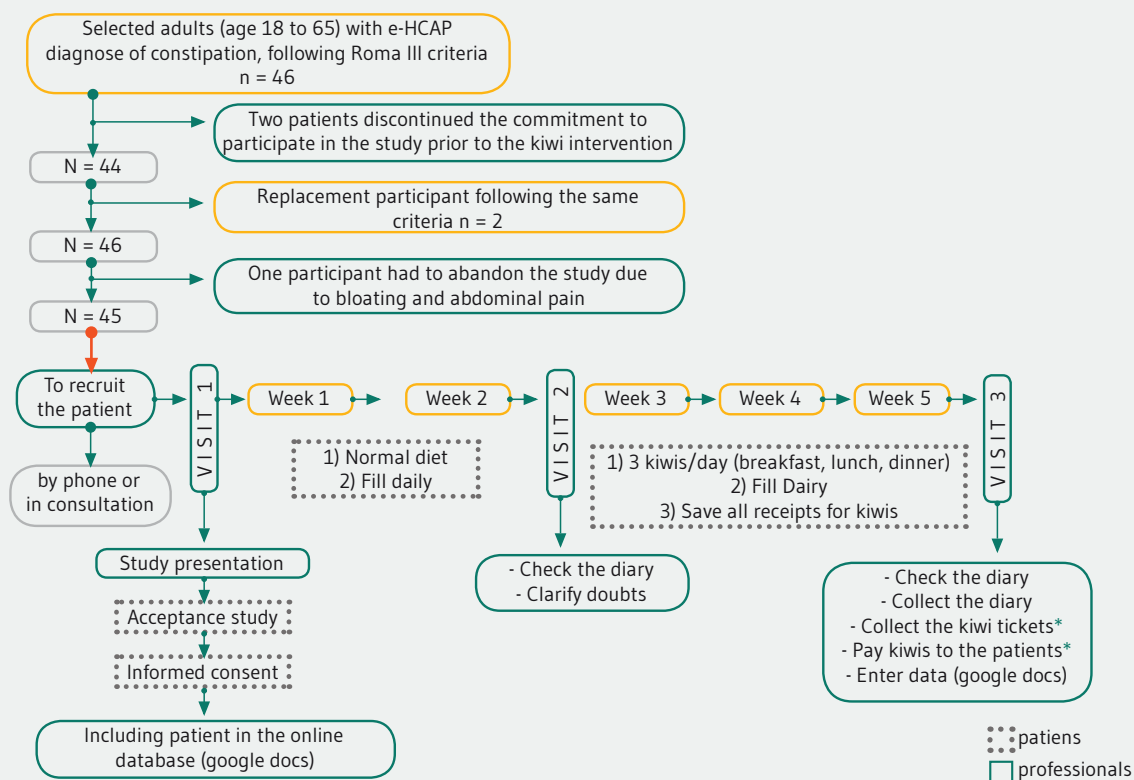 Selected adults (age 18 to 65) with e-HCAP
diagnose of constipation, following Roma III criteria
n = 46
Two patients discontinued the commitment to
participate in the study prior to the kiwi intervention
N = 44
Replacement participant following the same
criteria n = 2
N = 46
One participant had to abandon the study due
to bloating and abdominal pain
N = 45
To recruit
the patient
by phone or
in consultation
VISIT 1
Week 1
Week 2
1) Normal diet
2) Fill daily
VISIT 2
Week 3
Week 4
Week 5
1) 3 kiwis/day (breakfast, lunch, dinner)
2) Fill Dairy
3) Save all receipts for kiwis
VISIT 3
Study presentation
Acceptance study
Informed consent
Including patient in the online
database (google docs)
- Check the diary
- Clarify doubts
- Check the diary
- Collect the diary
- Collect the kiwi tickets*
- Pay kiwis to the patients*
- Enter data (google docs)
patiens
professionals